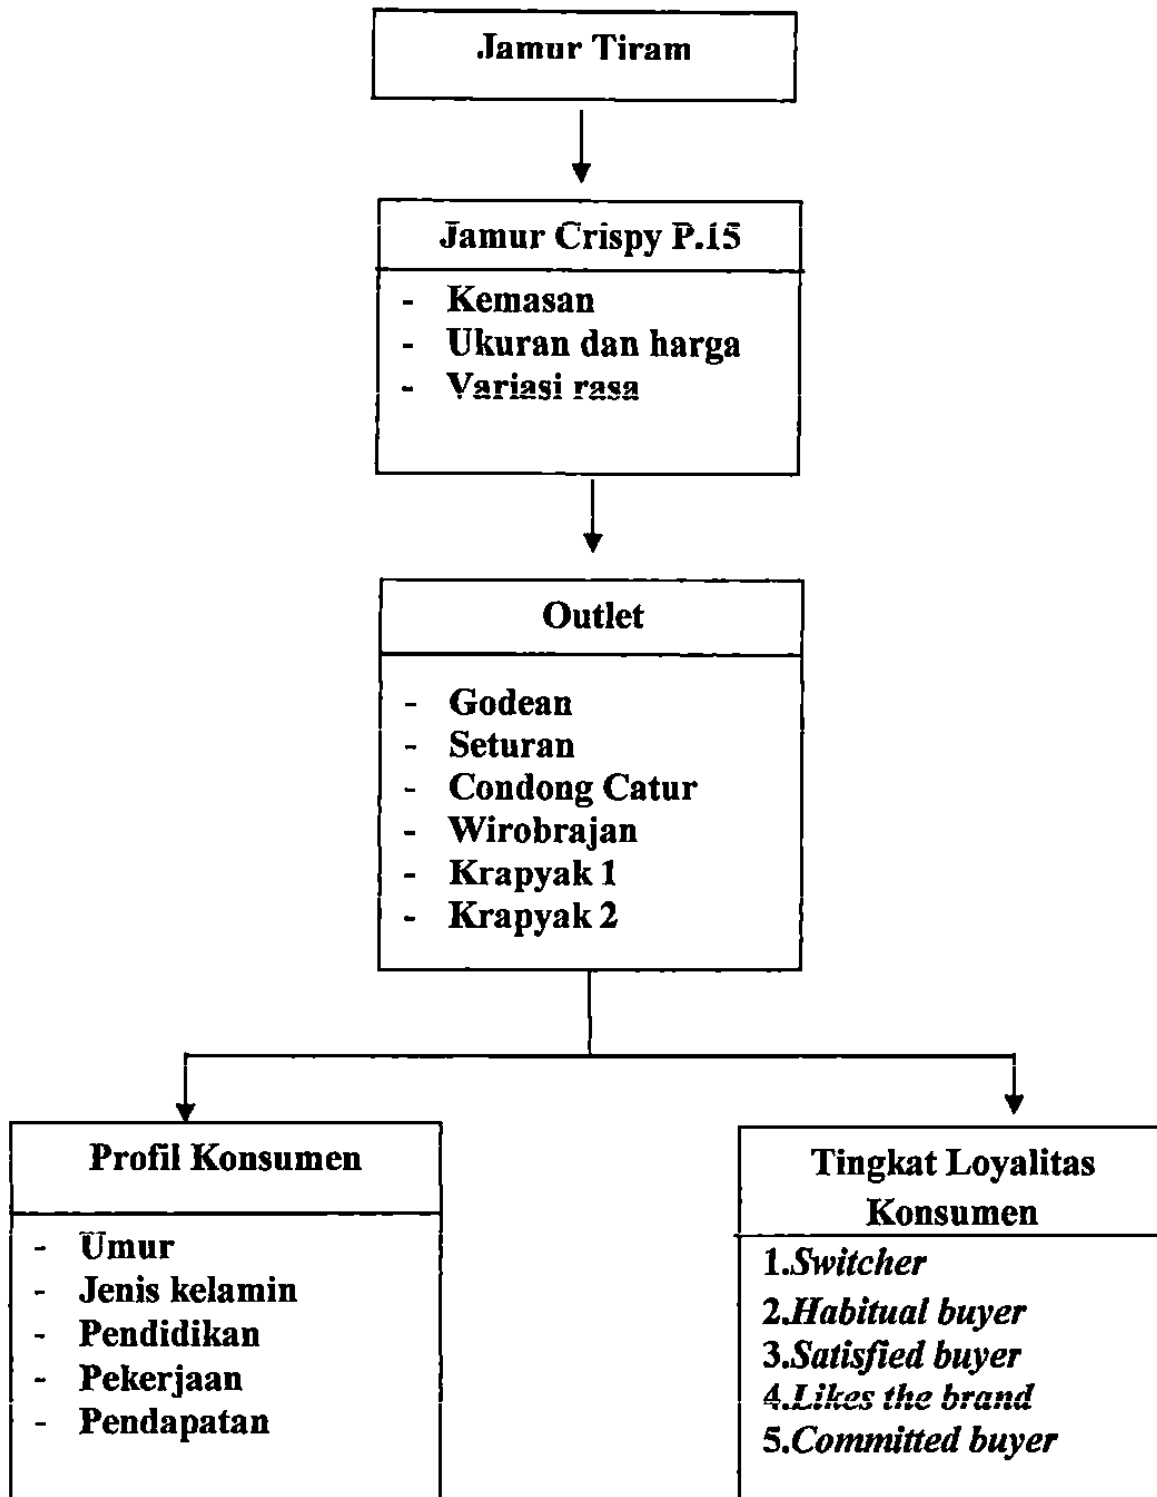 Jamur Tiram
Jamur Crispy P.15
- Kemasan
- Ukuran dan harga
- Variasi rasa
Outlet
- Godean
- Seturan
- Condong Catur
- Wirobrajan
- Krapyak 1
- Krapyak 2
Profil Konsumen
- Umur
- Jenis kelamin
- Pendidikan
- Pekerjaan
- Pendapatan
Tingkat Loyalitas
Konsumen
1.Switcher
2.Habitual buyer
3.Satisfied buyer
4.Likes the brand
5.Committed buyer